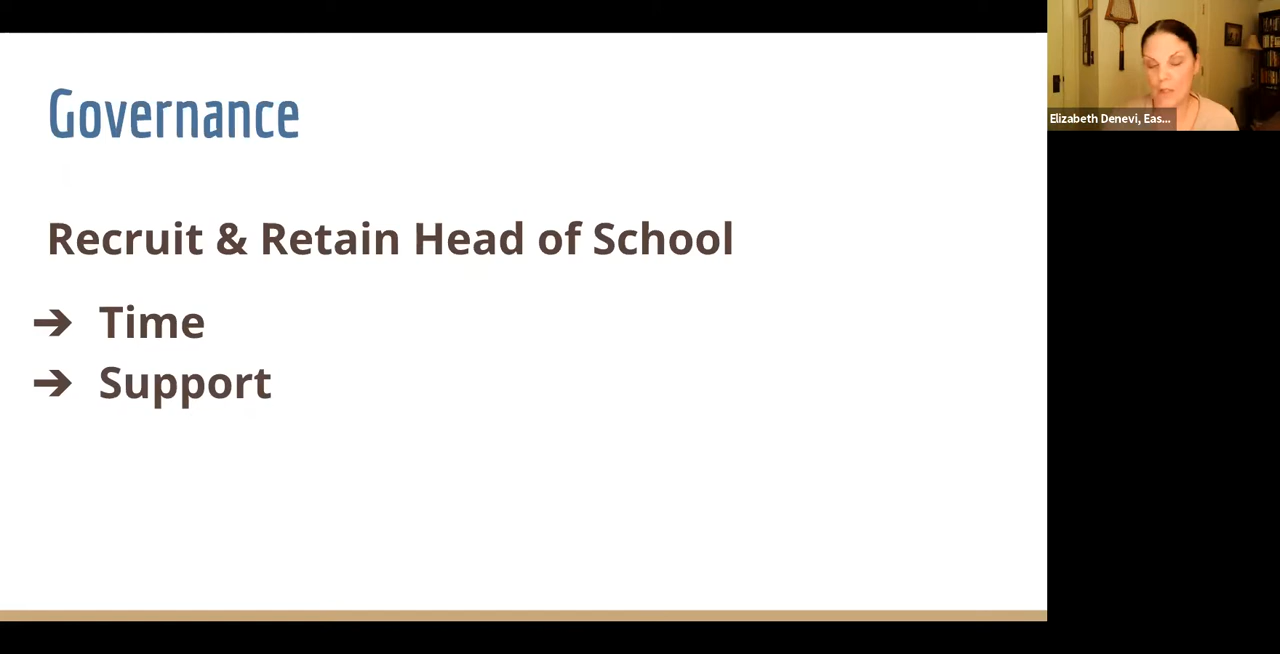 Governance
Recruit & Retain Head of School
➔ Time
➔ Support
Elizabeth Denevi, Eas...